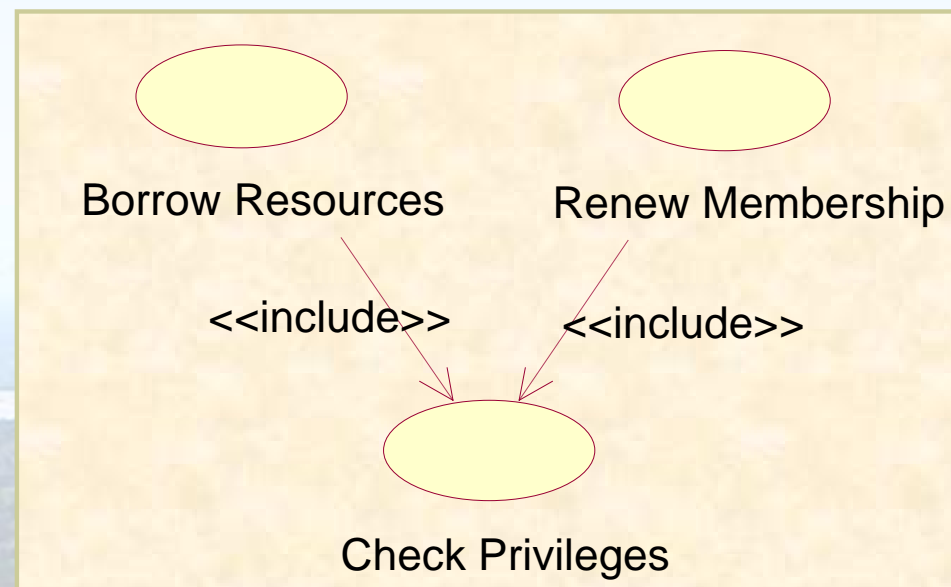 Borrow Resources
Renew Membership
<<include>>
<<include>>
Check Privileges